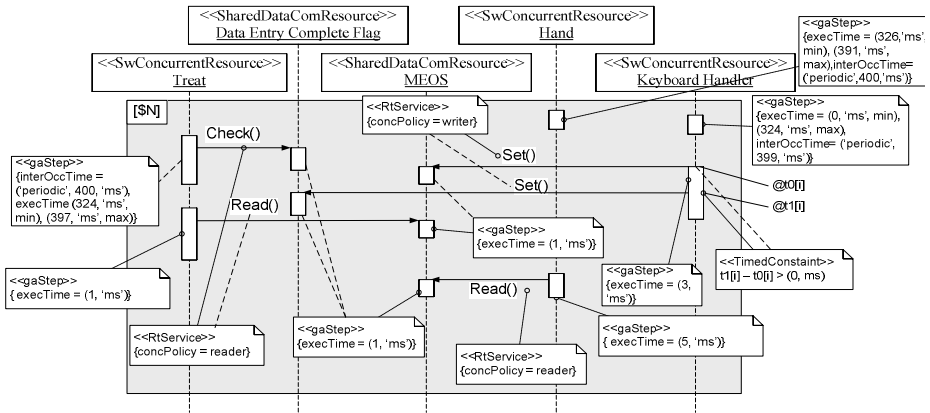 <<SharedDataComResource>>
Data Entry Complete Flag
<<SwConcurrentResource>>
Hand
<<gaStep>>
{execTime = (326,'ms',
min), (391, 'ms',
max),interOccTime=
('periodic',400,'ms')}
<<SwConcurrentResource>>
Treat
<<SharedDataComResource>>
MEOS
<<SwConcurrentResource>>
Keyboard Handler
[$N]
<<RtService>>
{concPolicy = writer}
<<gaStep>>
{execTime = (0, 'ms', min),
(324, 'ms', max),
interOccTime= ('periodic',
399, 'ms')}
Check()
Set()
<<gaStep>>
{interOccTime =
('periodic', 400, 'ms'),
execTime (324, 'ms',
min), (397, 'ms', max)}
Set()
@t0[i]
Read()
@t1[i]
<<gaStep>>
{execTime = (1, 'ms')}
<<TimedConstaint>>
t1[i] – t0[i] > (0, ms)
<<gaStep>>
{ execTime = (1, 'ms')}
<<gaStep>>
{execTime = (3,
'ms')}
Read()
<<RtService>>
{concPolicy = reader}
<<gaStep>>
{execTime = (1, 'ms')}
<<RtService>>
{concPolicy = reader}
<<gaStep>>
{ execTime = (5, 'ms')}